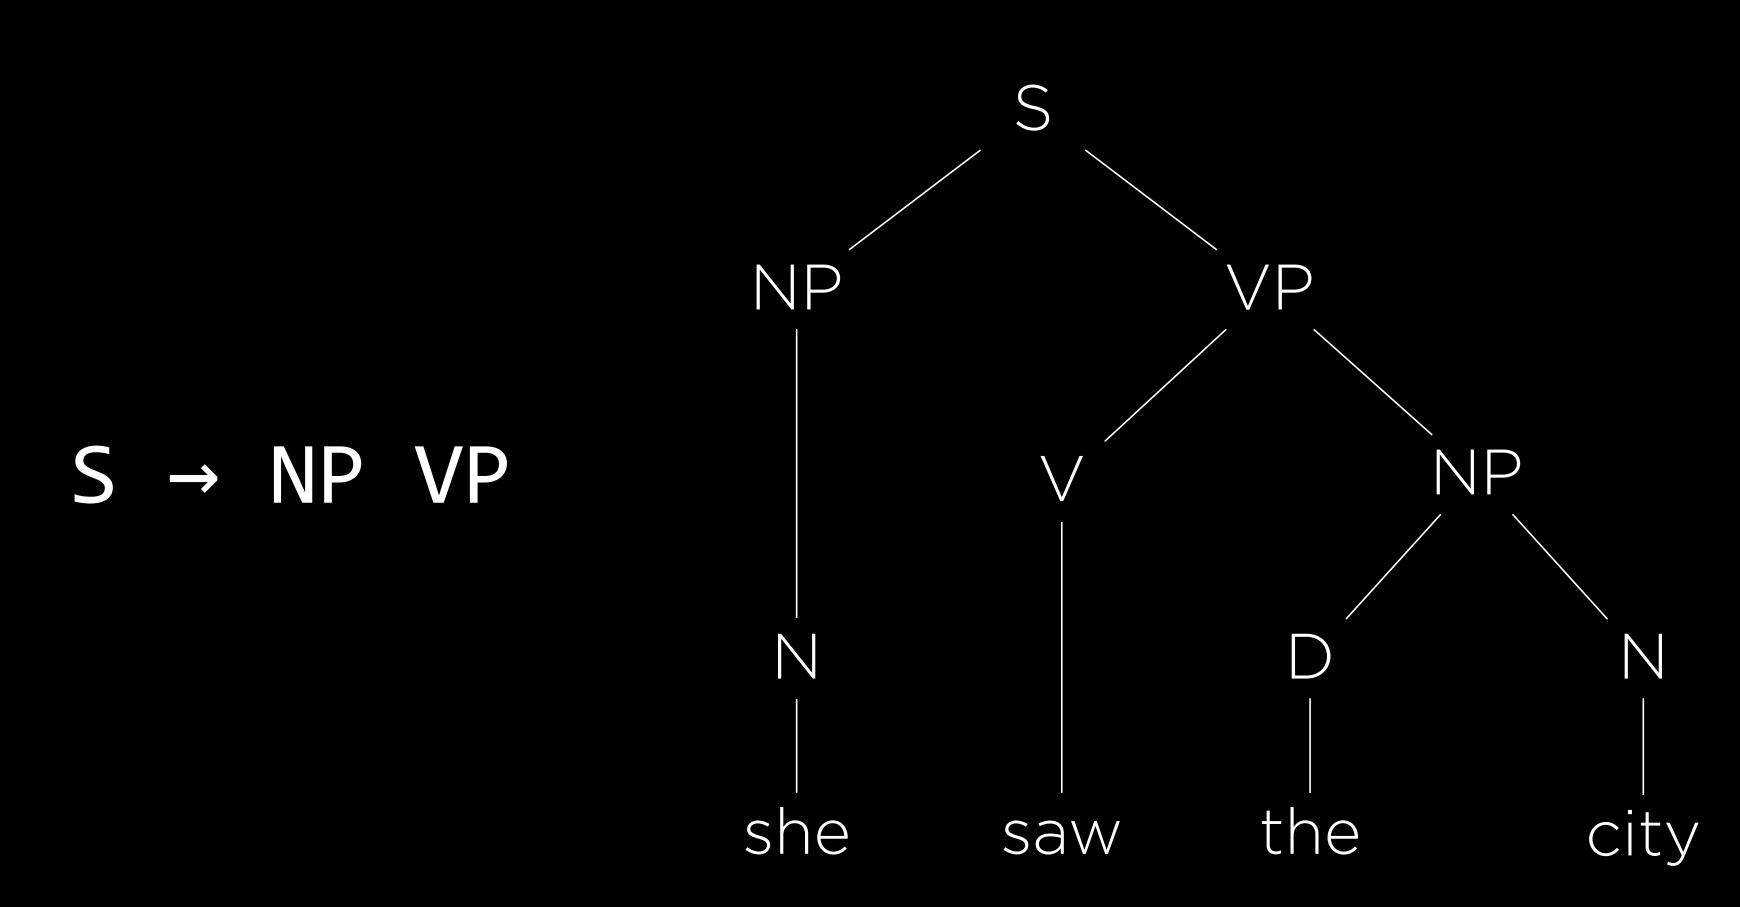 S
NP VP
V NP
S → NP VP
N D N
she saw the city